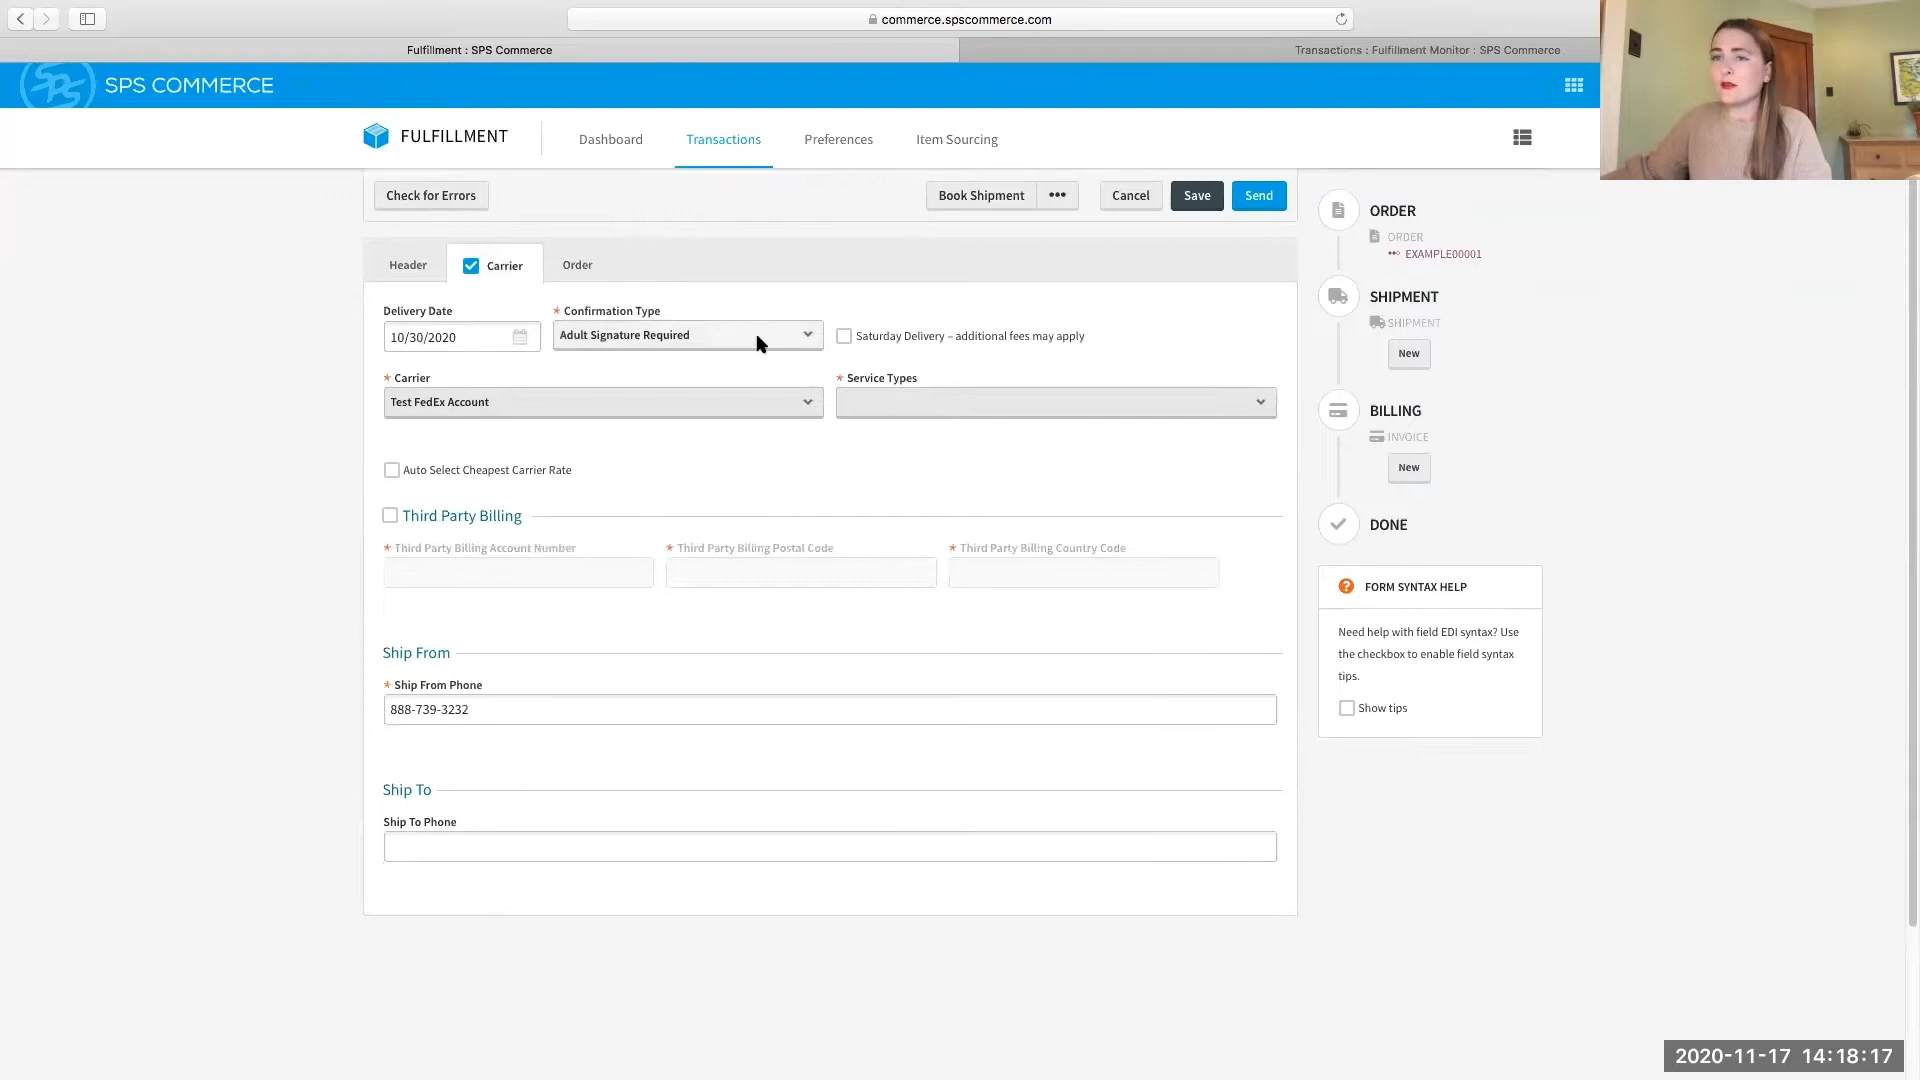 commerce.spscommerce.com
Fulfillment : SPS Commerce
Transactions : Fulfillment Monitor : SPS Commerce
SPS COMMERCE
FULFILLMENT
Dashboard
Transactions
Preferences
Item Sourcing
Check for Errors
Book Shipment
•••
Cancel
Save
Send
Header
Carrier
Order
Delivery Date
* Confirmation Type
10/30/2020
Adult Signature Required
Saturday Delivery – additional fees may apply
* Carrier
* Service Types
Test FedEx Account
Auto Select Cheapest Carrier Rate
Third Party Billing
* Third Party Billing Account Number
* Third Party Billing Postal Code
* Third Party Billing Country Code
Ship From
* Ship From Phone
888-739-3232
Ship To
Ship To Phone
ORDER
ORDER
EXAMPLE00001
SHIPMENT
SHIPMENT
New
BILLING
INVOICE
New
DONE
FORM SYNTAX HELP
Need help with field EDI syntax? Use
the checkbox to enable field syntax
tips.
Show tips
2020-11-17 14:18:17